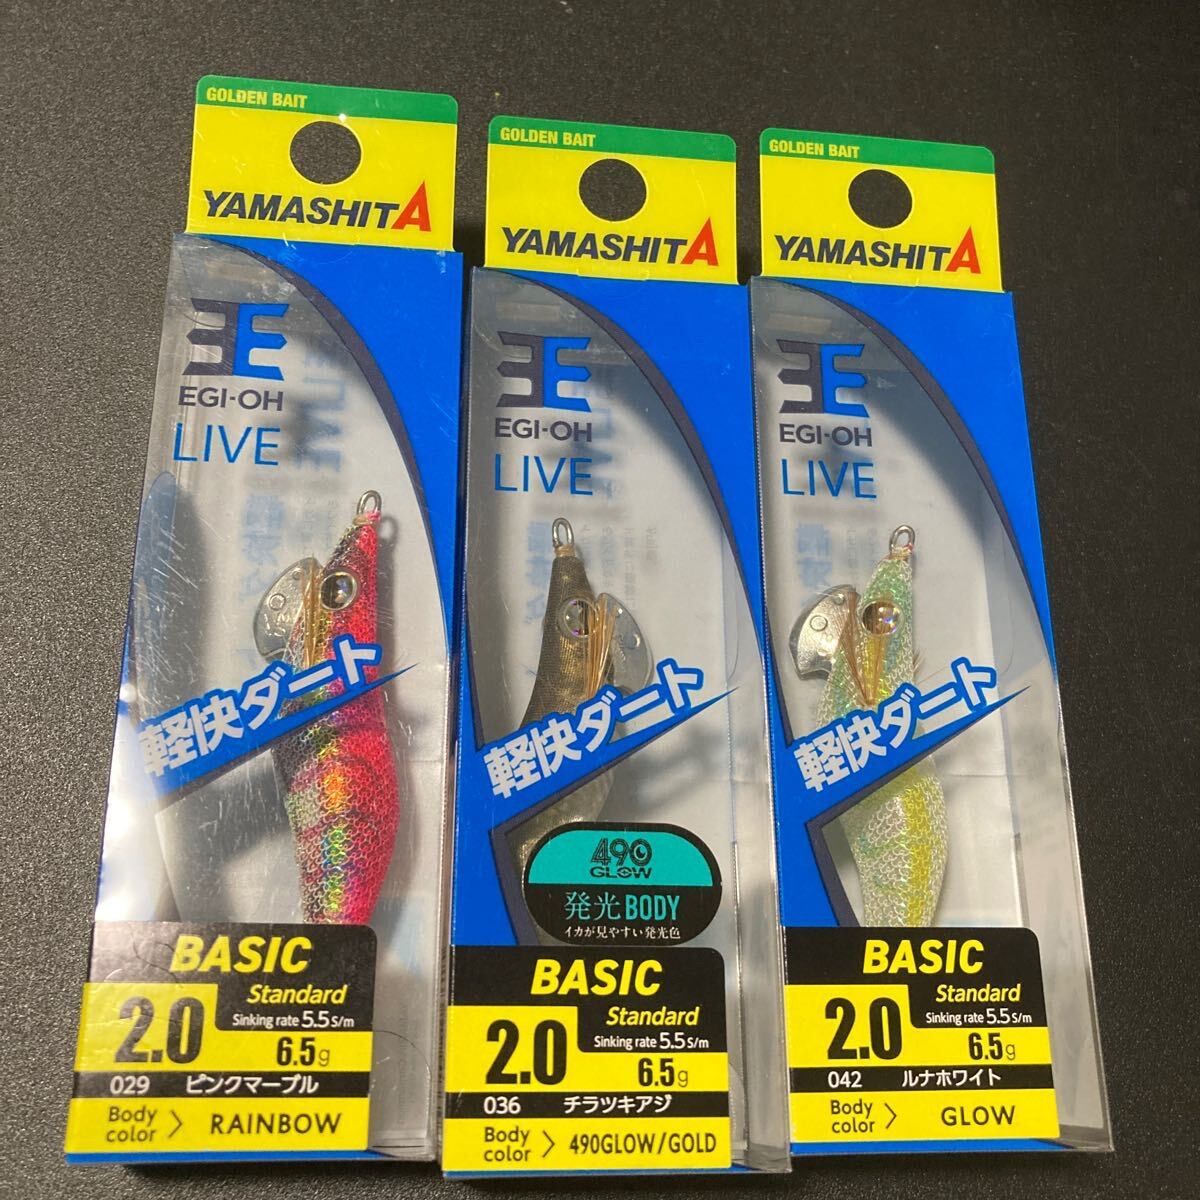 GOLDEN BAIT
YAMASHITA
EGI-OH
LIVE
軽快ダート
BASIC
Standard
2.0
Sinking rate 5.5 S/m
6.5g
029 ピンクマーブル
Body color > RAINBOW
GOLDEN BAIT
YAMASHITA
EGI-OH
LIVE
軽快ダート
490
GLOW
発光BODY
イカが見やすい発光色
BASIC
Standard
2.0
Sinking rate 5.5 S/m
6.5g
036 チラツキアジ
Body color > 490GLOW/GOLD
GOLDEN BAIT
YAMASHITA
EGI-OH
LIVE
軽快ダート
BASIC
Standard
2.0
Sinking rate 5.5 S/m
6.5g
042 ルナホワイト
Body color > GLOW